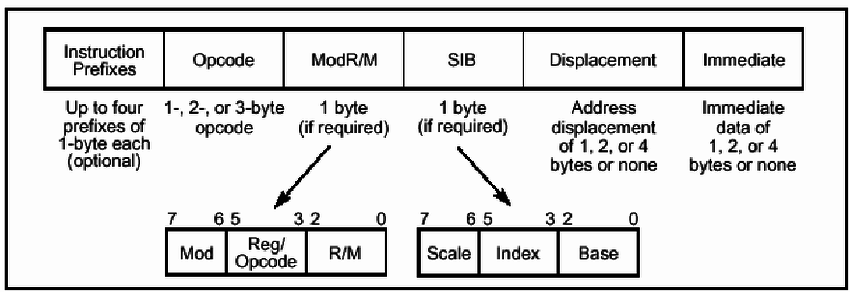 Instruction
Prefixes
Opcode
ModR/M
SIB
Displacement
Immediate
Up to four
prefixes of
1-byte each
(optional)
1-, 2-, or 3-byte
opcode
1 byte
(if required)
1 byte
(if required)
Address
displacement
of 1, 2, or 4
bytes or none
Immediate
data of
1, 2, or 4
bytes or none
7 6 5 3 2 0
Mod
Reg/
Opcode
R/M
7 6 5 3 2 0
Scale
Index
Base